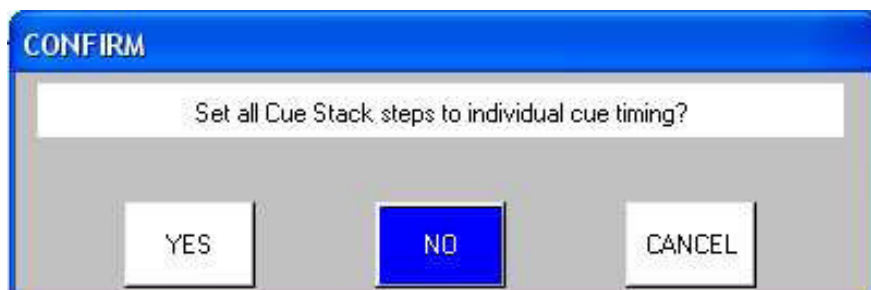 CONFIRM
Set all Cue Stack steps to individual cue timing?
YES NO CANCEL